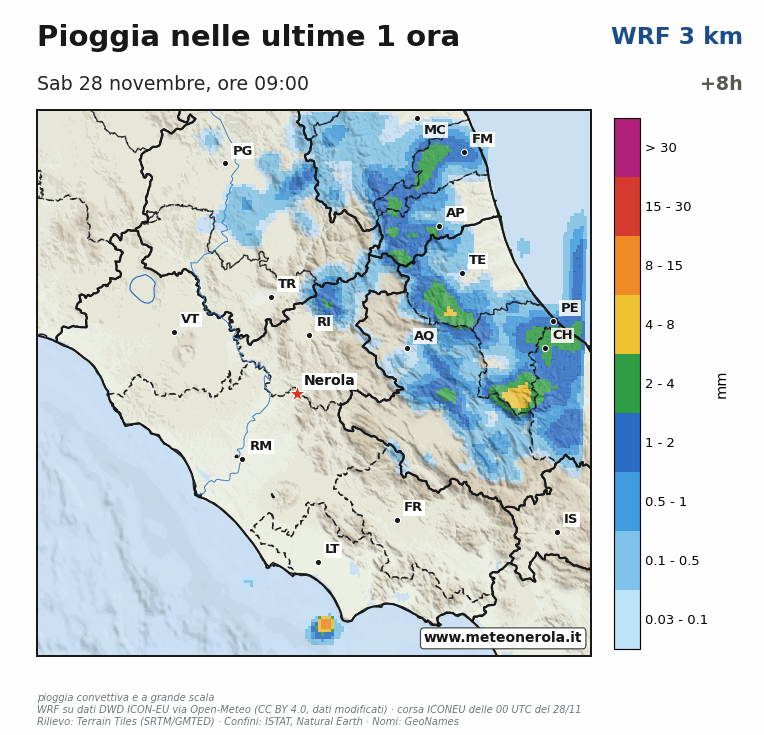 Pioggia nelle ultime 1 ora
WRF 3 km
Sab 28 novembre, ore 09:00
+8h
MC
FM
PG
AP
TE
TR
PE
VT
RI
AQ
CH
Nerola
RM
FR
IS
LT
www.meteonerola.it
> 30
15 - 30
8 - 15
4 - 8
2 - 4
1 - 2
0.5 - 1
0.1 - 0.5
0.03 - 0.1
mm
pioggia convettiva e a grande scala
WRF su dati DWD ICON-EU via Open-Meteo (CC BY 4.0, dati modificati) · corsa ICONEU delle 00 UTC del 28/11
Rilievo: Terrain Tiles (SRTM/GMTED) · Confini: ISTAT, Natural Earth · Nomi: GeoNames